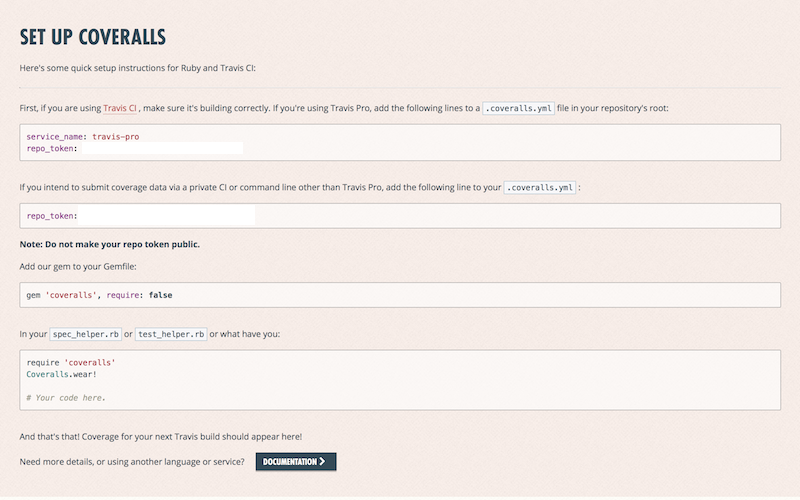 SET UP COVERALLS
Here's some quick setup instructions for Ruby and Travis CI:
First, if you are using Travis CI , make sure it's building correctly. If you're using Travis Pro, add the following lines to a .coveralls.yml file in your repository's root:
service_name: travis-pro
repo_token:
If you intend to submit coverage data via a private CI or command line other than Travis Pro, add the following line to your .coveralls.yml :
repo_token:
Note: Do not make your repo token public.
Add our gem to your Gemfile:
gem 'coveralls', require: false
In your spec_helper.rb or test_helper.rb or what have you:
require 'coveralls'
Coveralls.wear!
# Your code here.
And that's that! Coverage for your next Travis build should appear here!
Need more details, or using another language or service? DOCUMENTATION